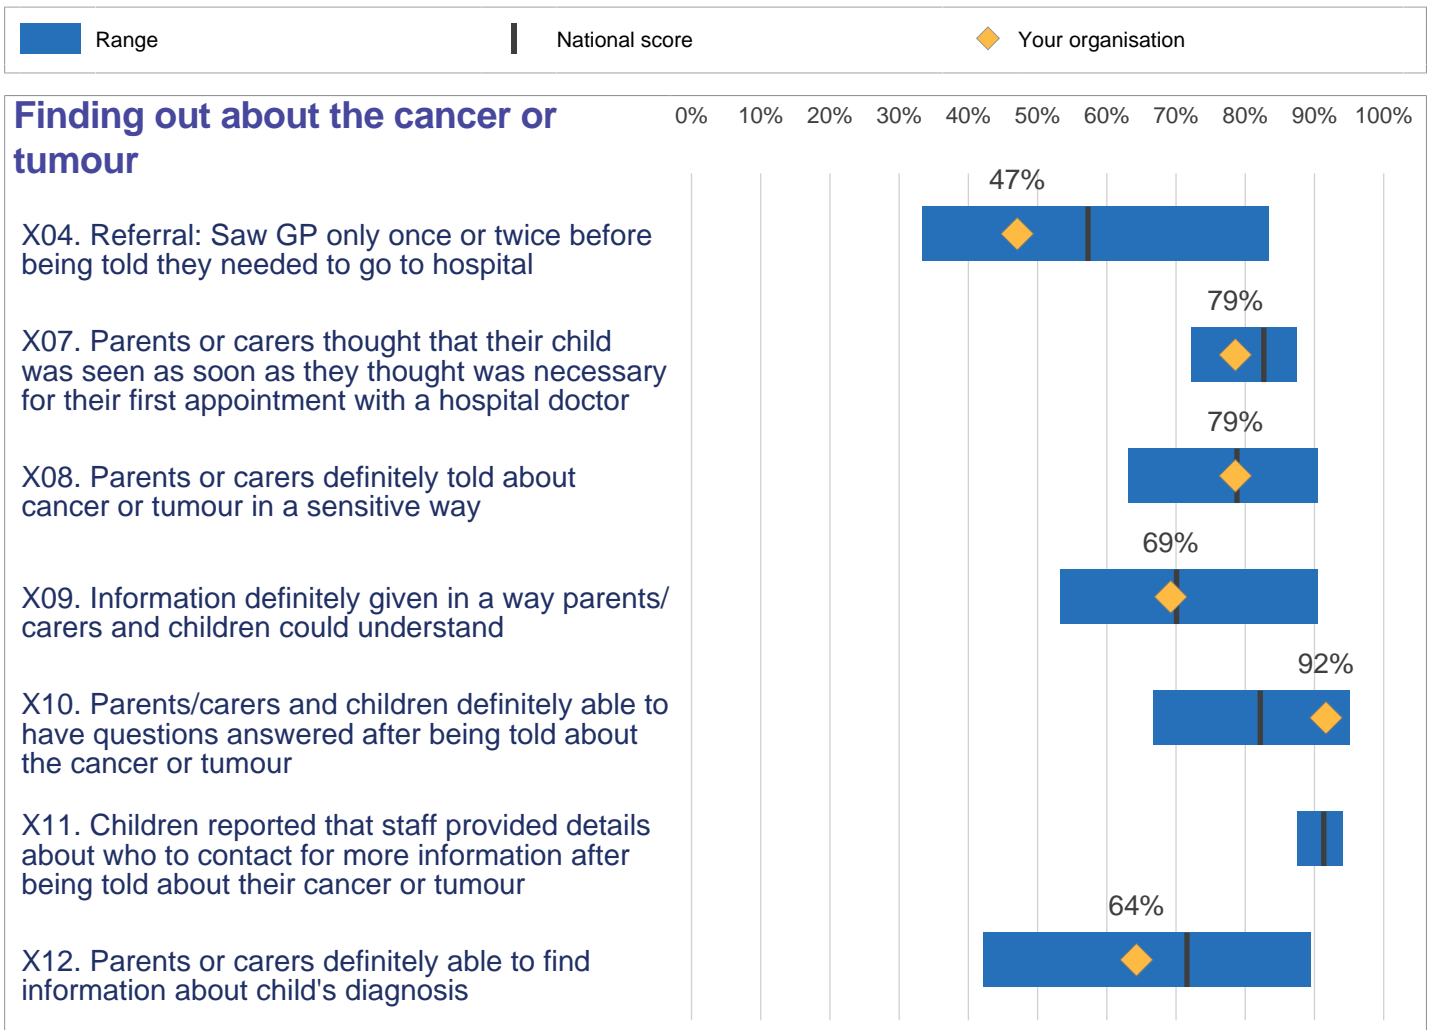 Range
National score
Your organisation
Finding out about the cancer or
tumour
0% 10% 20% 30% 40% 50% 60% 70% 80% 90% 100%
47%
X04. Referral: Saw GP only once or twice before
being told they needed to go to hospital
79%
X07. Parents or carers thought that their child
was seen as soon as they thought was necessary
for their first appointment with a hospital doctor
79%
X08. Parents or carers definitely told about
cancer or tumour in a sensitive way
69%
X09. Information definitely given in a way parents/
carers and children could understand
92%
X10. Parents/carers and children definitely able to
have questions answered after being told about
the cancer or tumour
X11. Children reported that staff provided details
about who to contact for more information after
being told about their cancer or tumour
64%
X12. Parents or carers definitely able to find
information about child's diagnosis